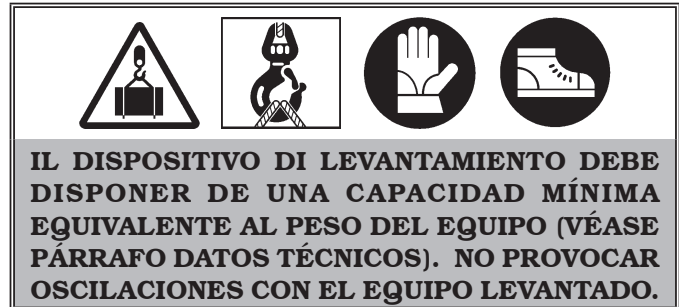 IL DISPOSITIVO DI LEVANTAMIENTO DEBE
DISPONER DE UNA CAPACIDAD MÍNIMA
EQUIVALENTE AL PESO DEL EQUIPO (VÉASE
PÁRRAFO DATOS TÉCNICOS). NO PROVOCAR
OSCILACIONES CON EL EQUIPO LEVANTADO.